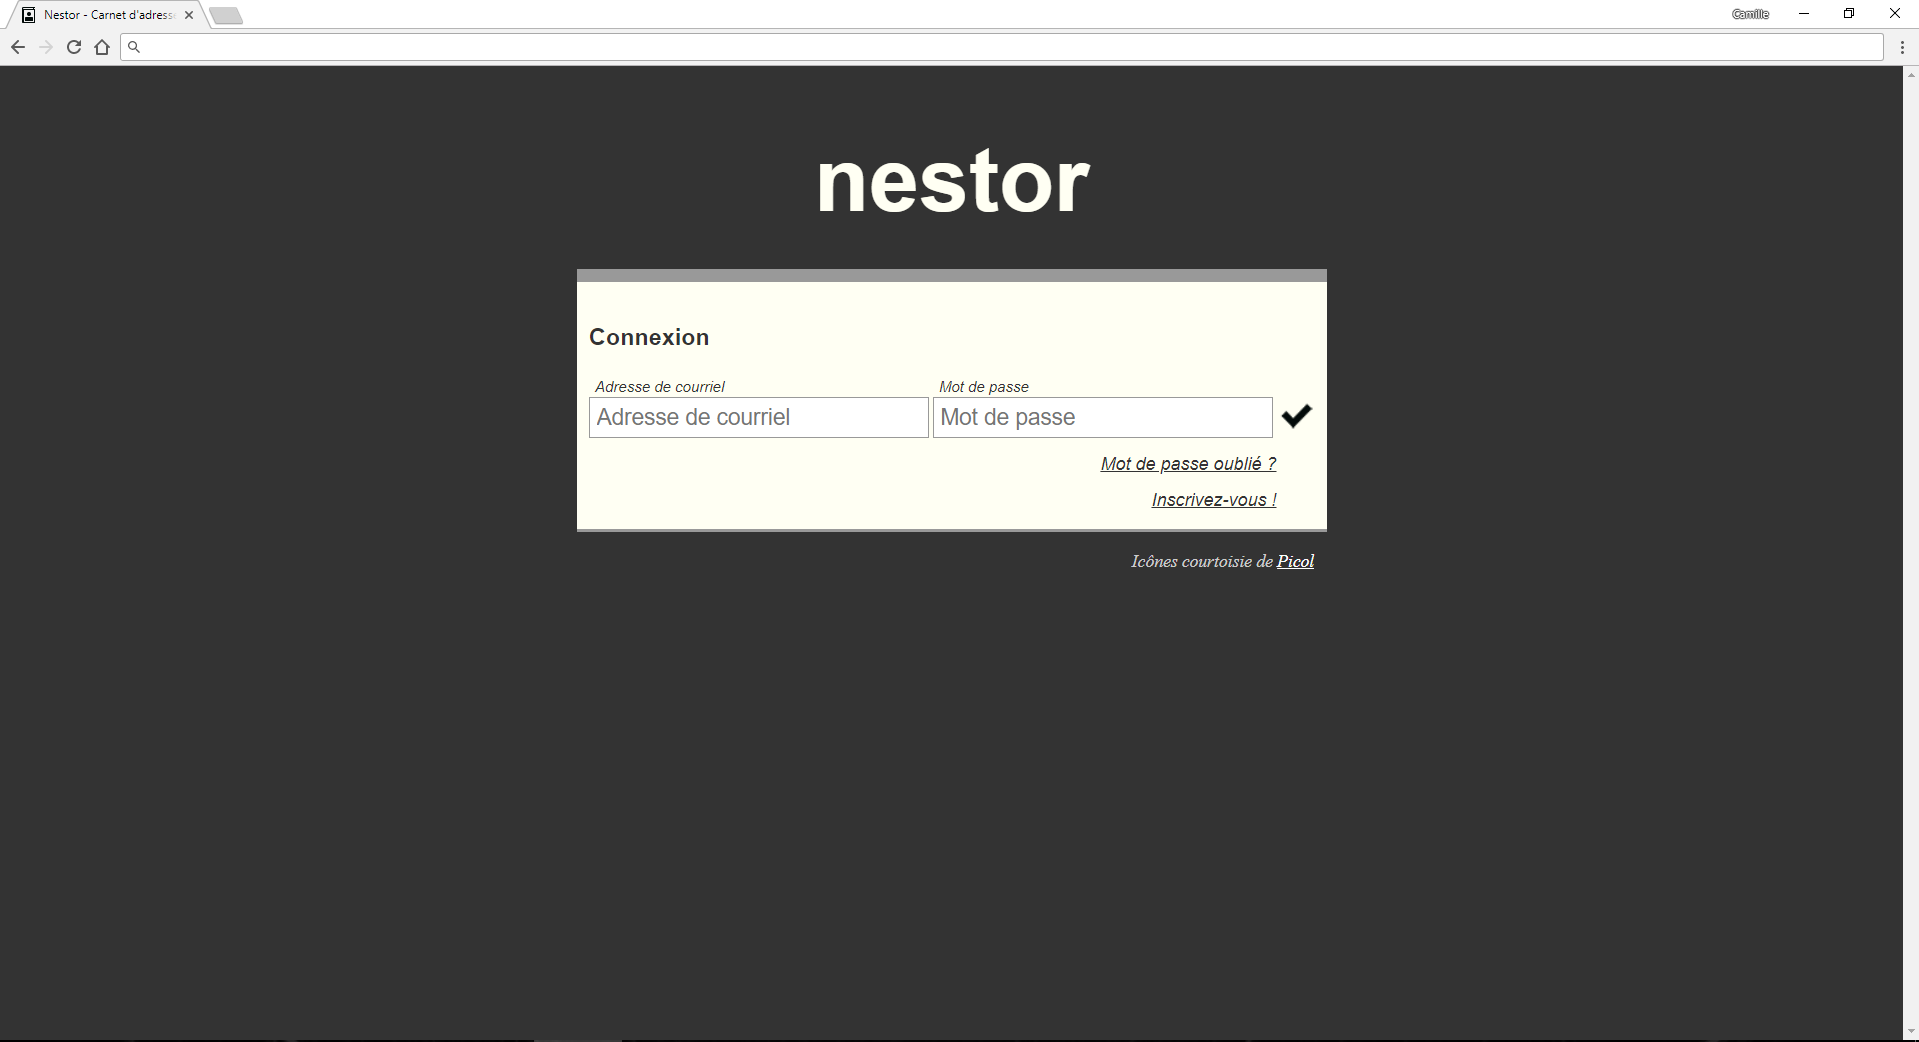 Nestor - Carnet d'adress
Camille
nestor
Connexion
Adresse de courriel Mot de passe
Adresse de courriel Mot de passe
Mot de passe oublié ?
Inscrivez-vous !
Icônes courtoisie de Picol